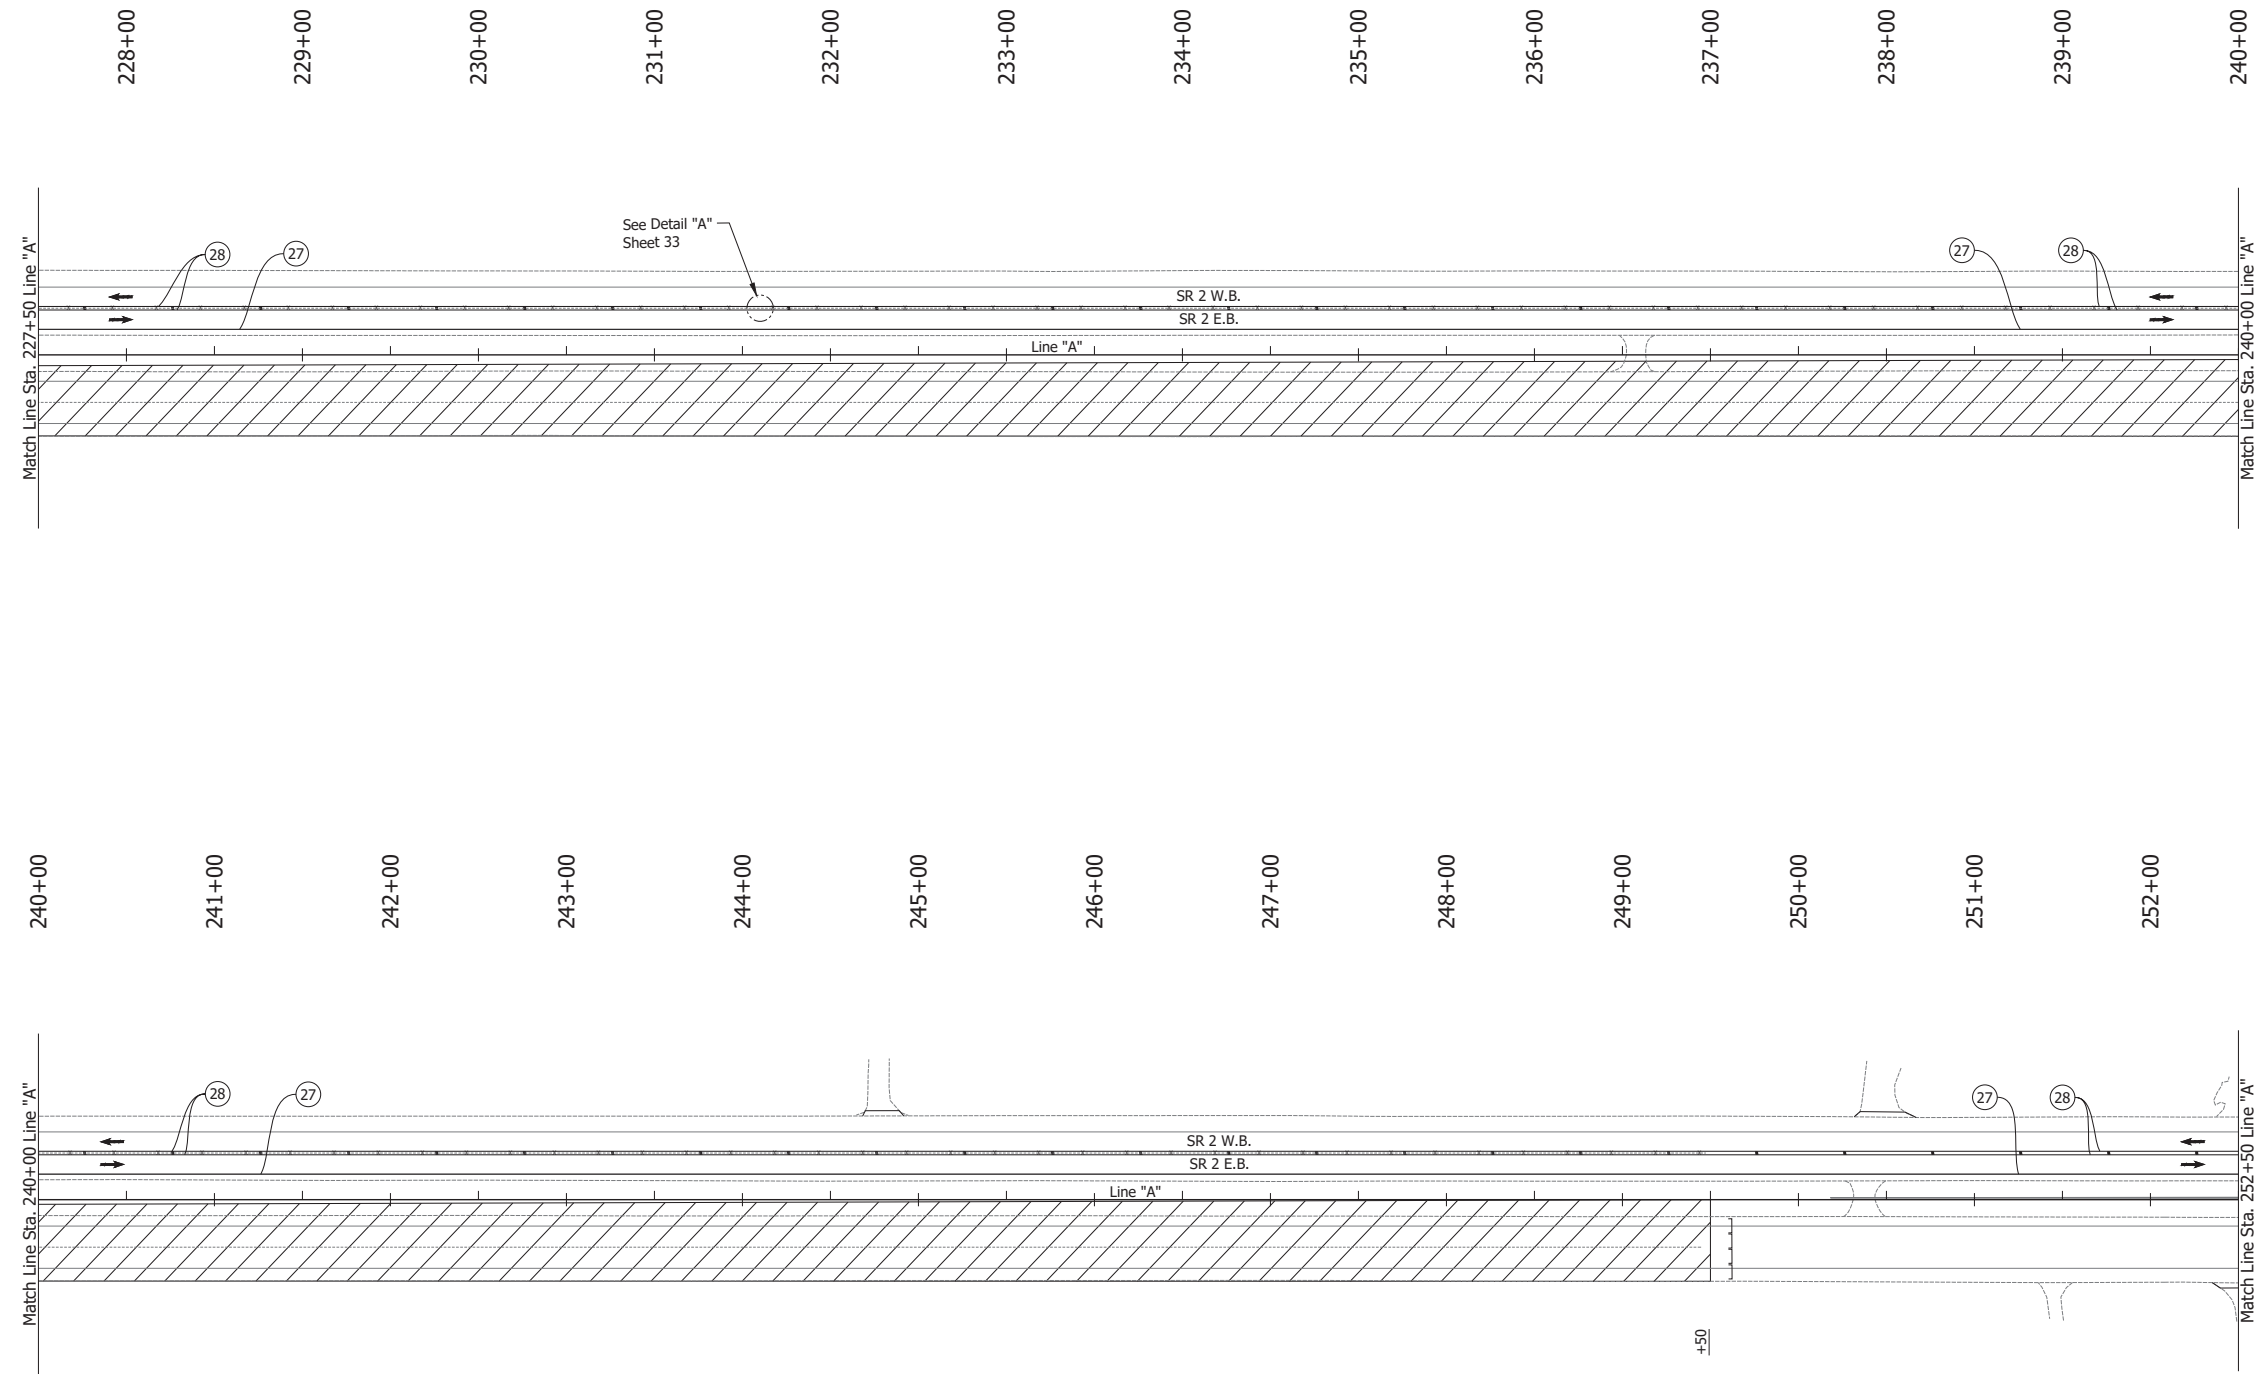 228+00
229+00
230+00
231+00
232+00
233+00
234+00
235+00
236+00
237+00
238+00
239+00
240+00
Match Line Sta. 227+50 Line "A"
28
27
See Detail "A"
Sheet 33
27
28
SR 2 W.B.
SR 2 E.B.
Line "A"
Match Line Sta. 240+00 Line "A"
240+00
241+00
242+00
243+00
244+00
245+00
246+00
247+00
248+00
249+00
250+00
251+00
252+00
Match Line Sta. 240+00 Line "A"
28
27
27
28
SR 2 W.B.
SR 2 E.B.
Line "A"
Match Line Sta. 252+50 Line "A"
+50